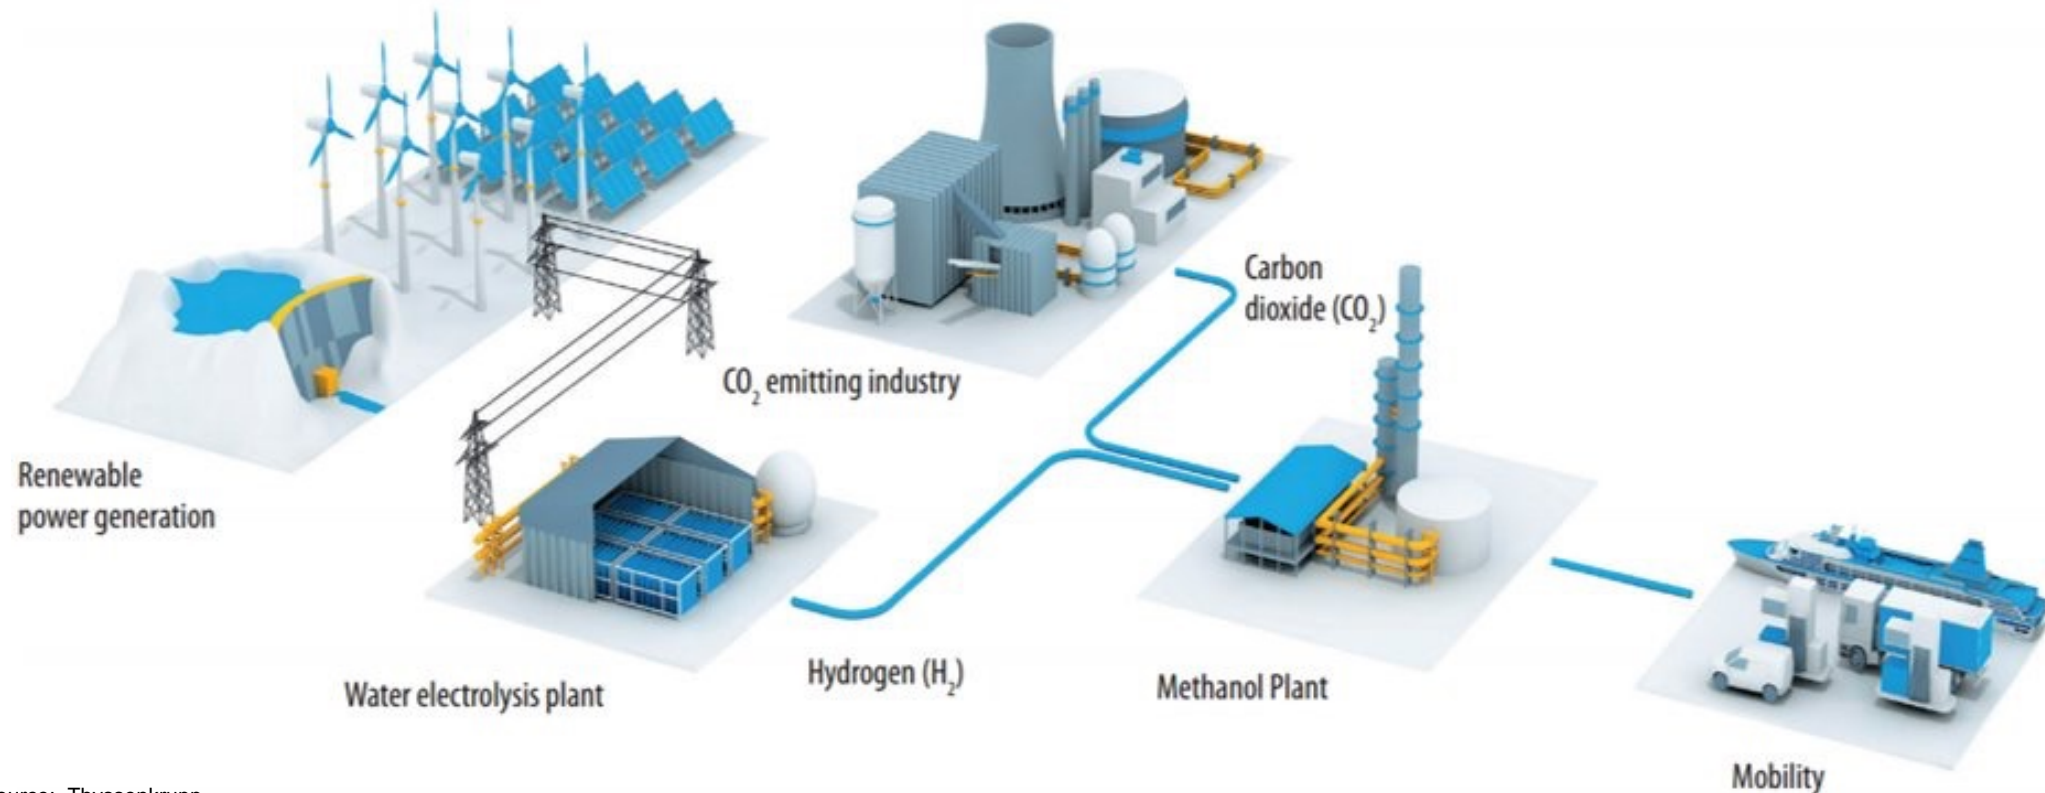 Carbon
dioxide (CO₂)
CO₂ emitting industry
Renewable
power generation
Hydrogen (H₂)
Water electrolysis plant
Methanol Plant
Mobility